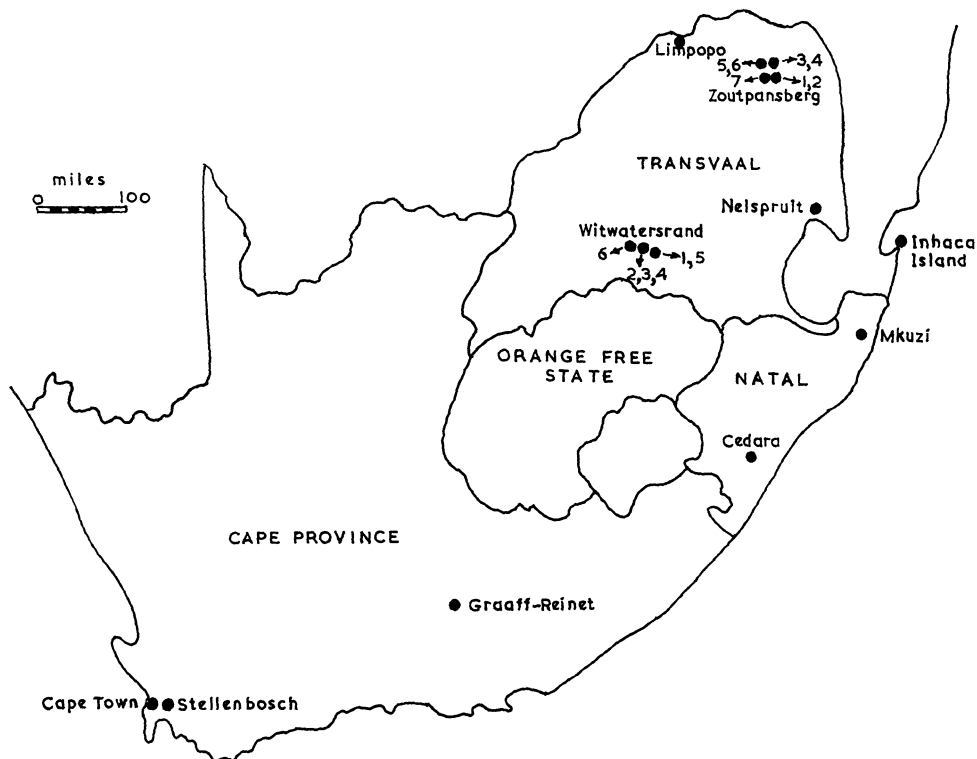 Limpopo
5,6
3,4
7
1,2
Zoutpansberg
TRANSVAAL
miles
0 100
Nelspruit
Witwatersrand
6
1,5
2,3,4
Inhaca
Island
Mkuzi
ORANGE FREE
STATE
NATAL
Cedara
CAPE PROVINCE
Graaff-Reinet
Cape Town
Stellenbosch